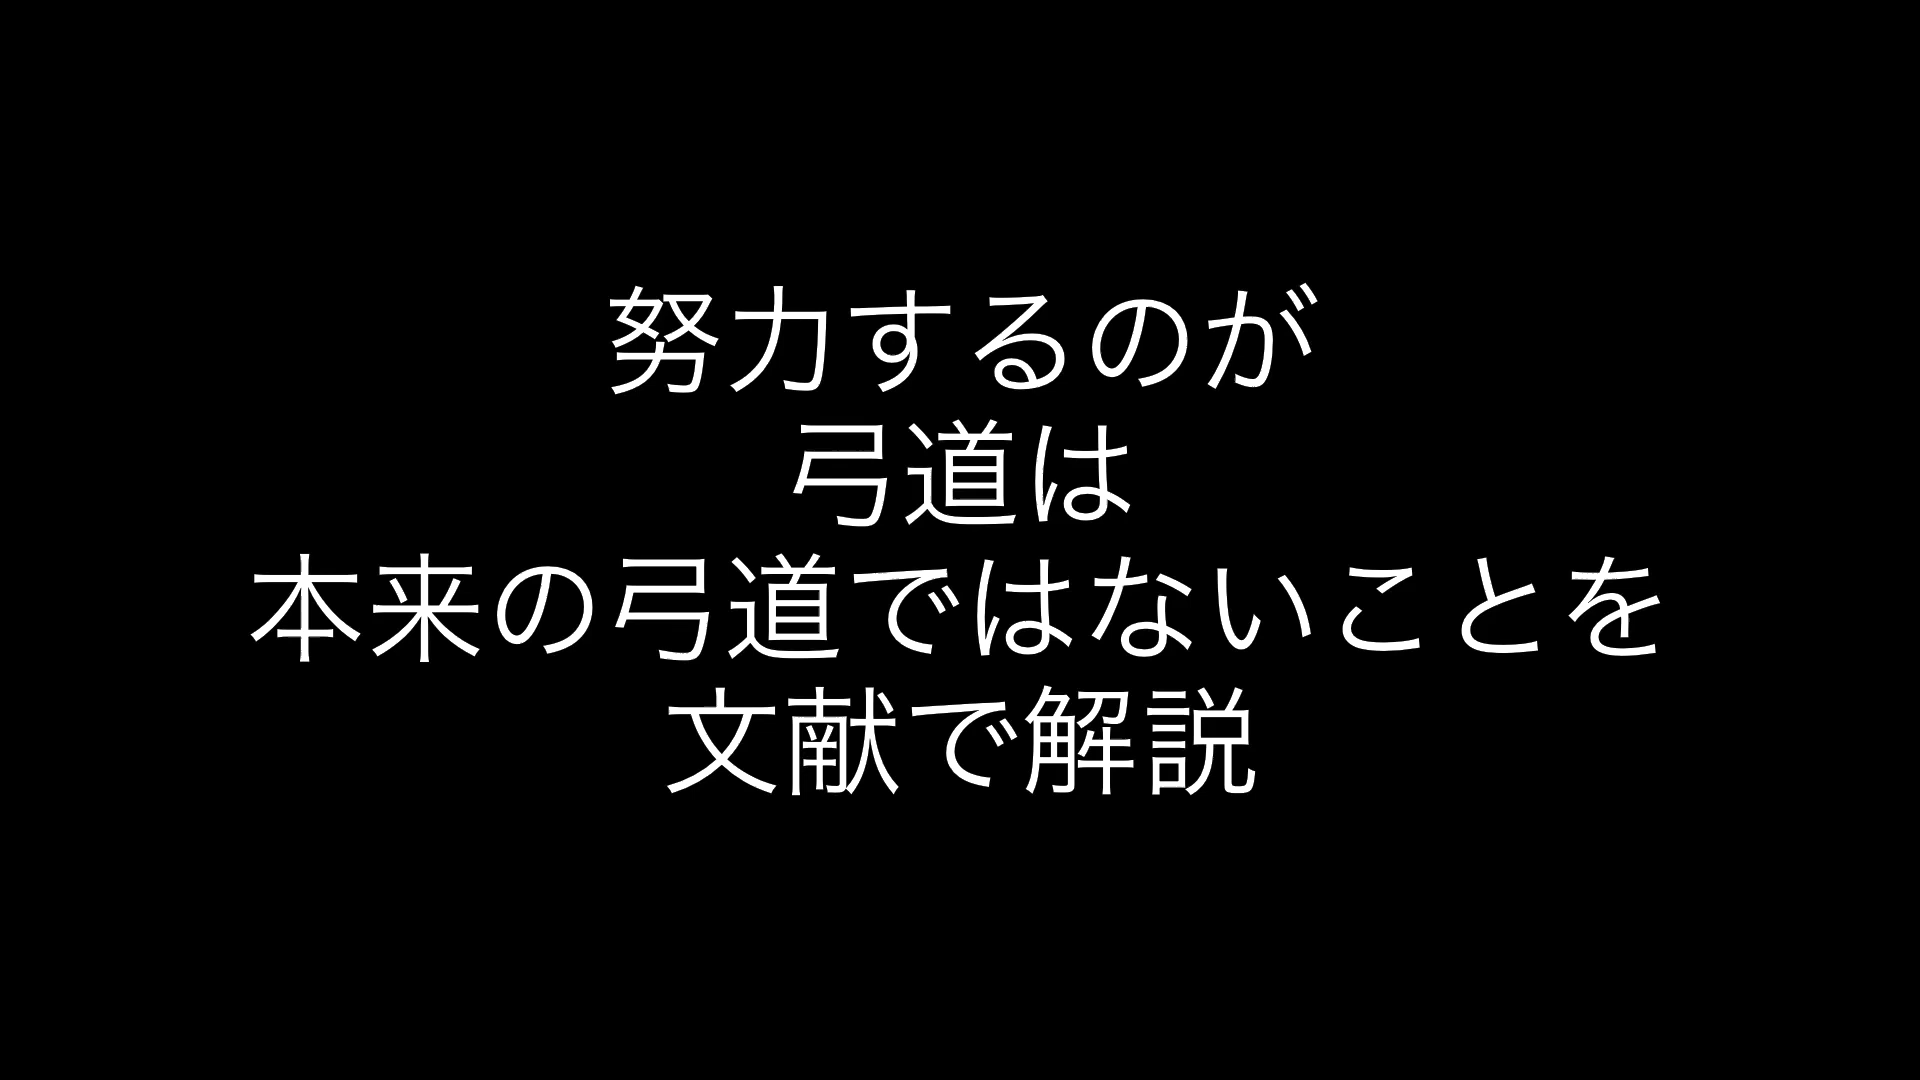 努力するのが
弓道は
本来の弓道ではないことを
文献で解説